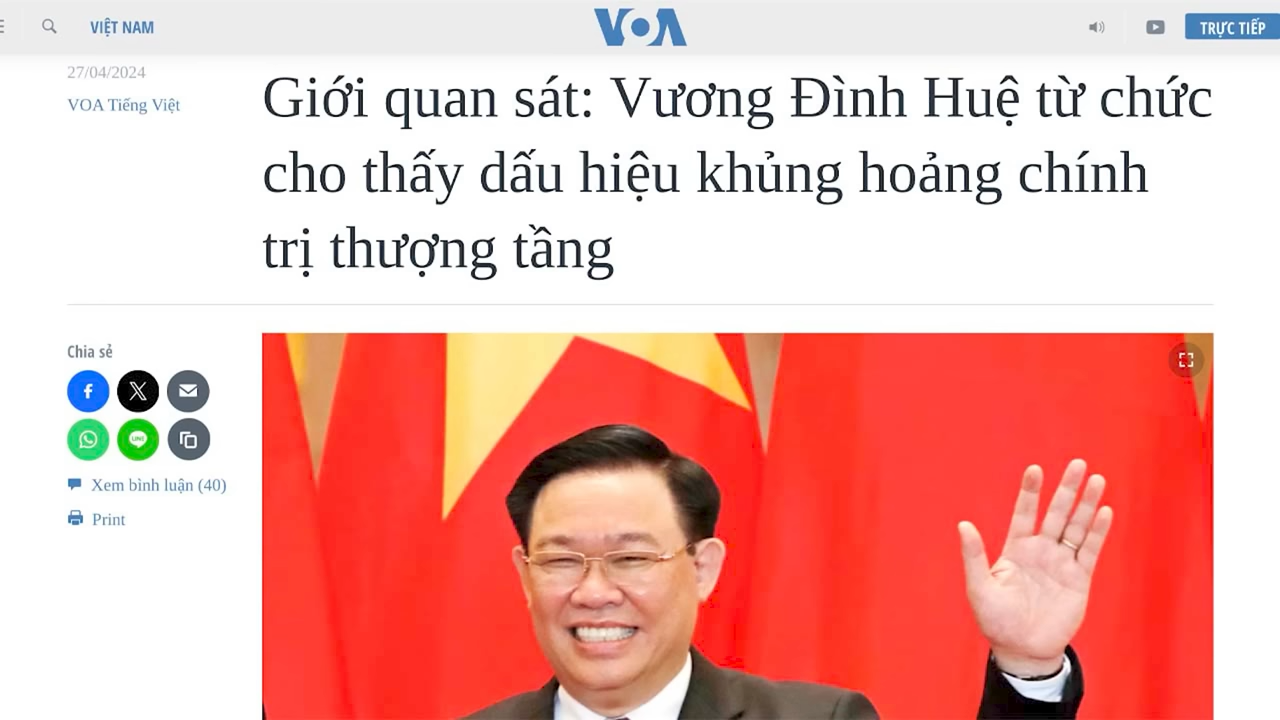 VIỆT NAM
VOA
TRỰC TIẾP
27/04/2024
VOA Tiếng Việt
Giới quan sát: Vương Đình Huệ từ chức
cho thấy dấu hiệu khủng hoảng chính
trị thượng tầng
Chia sẻ
LINE
Xem bình luận (40)
Print